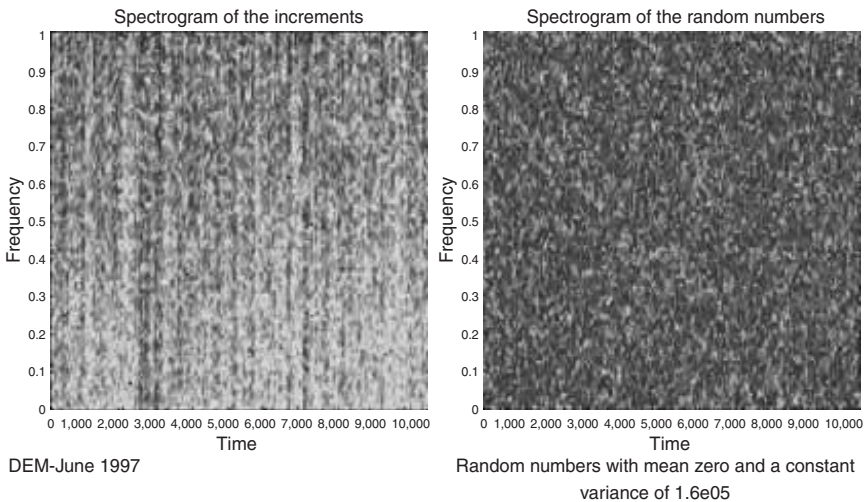 Spectrogram of the increments
Frequency
1
0.9
0.8
0.7
0.6
0.5
0.4
0.3
0.2
0.1
0
0 1,000 2,000 3,000 4,000 5,000 6,000 7,000 8,000 9,000 10,000
Time
DEM-June 1997
Spectrogram of the random numbers
Frequency
1
0.9
0.8
0.7
0.6
0.5
0.4
0.3
0.2
0.1
0
0 1,000 2,000 3,000 4,000 5,000 6,000 7,000 8,000 9,000 10,000
Time
Random numbers with mean zero and a constant
variance of 1.6e05